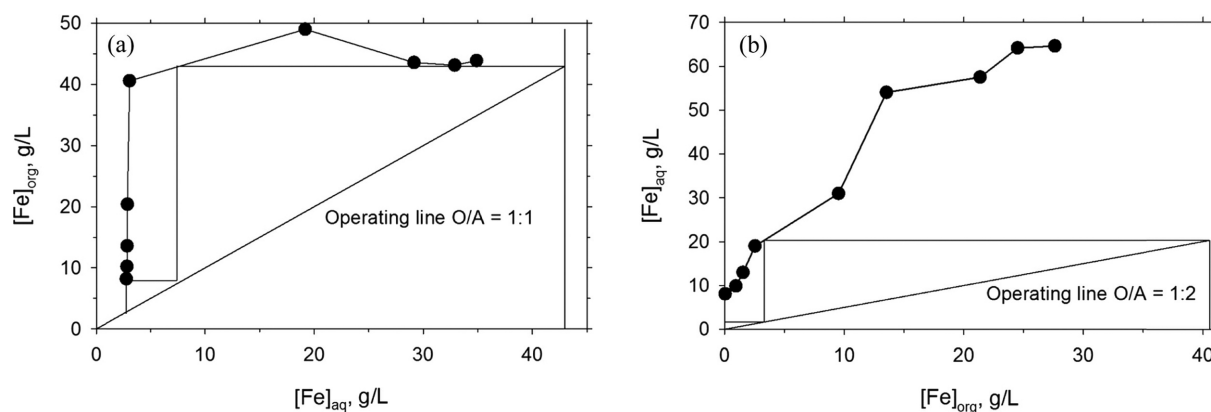 (a)
50
40
30
20
10
0
[Fe]org, g/L
Operating line O/A = 1:1
0 10 20 30 40
[Fe]aq, g/L
(b)
70
60
50
40
30
20
10
0
[Fe]aq, g/L
Operating line O/A = 1:2
0 10 20 30 40
[Fe]org, g/L